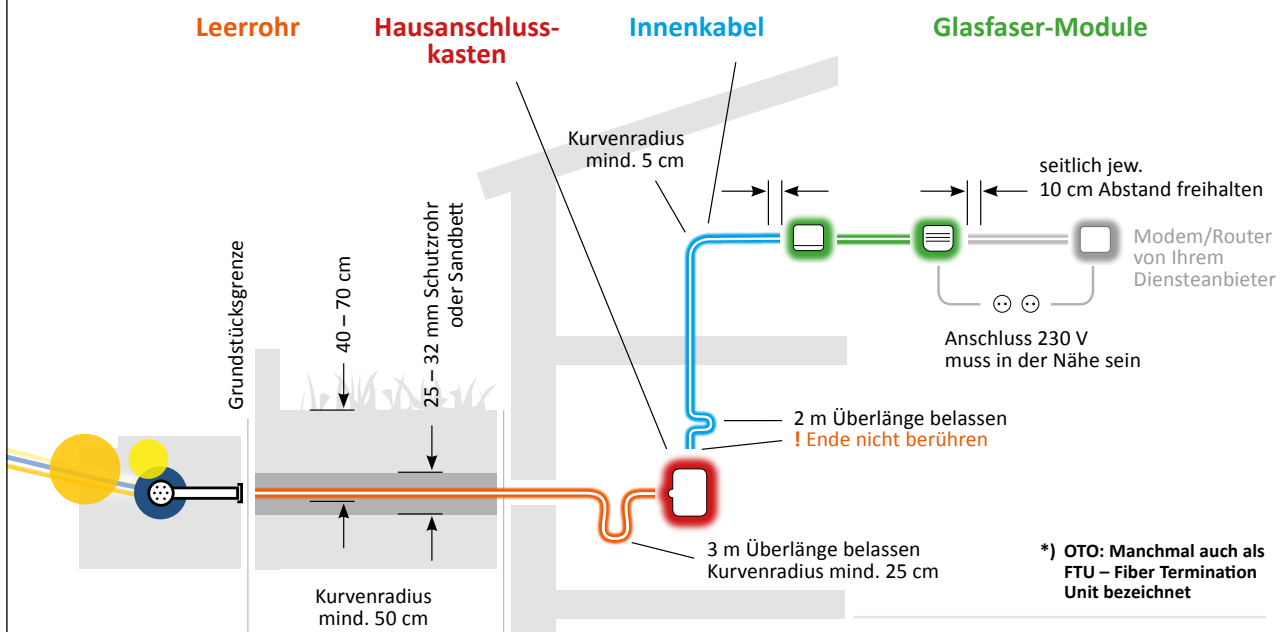 Leerrohr
Hausanschluss-
kasten
Innenkabel
Glasfaser-Module
Kurvenradius
mind. 5 cm
seitlich jew.
10 cm Abstand freihalten
Modem/Router
von Ihrem
Diensteanbieter
Anschluss 230 V
muss in der Nähe sein
Grundstücksgrenze
40 – 70 cm
25 – 32 mm Schutzrohr
oder Sandbett
2 m Überlänge belassen
! Ende nicht berühren
3 m Überlänge belassen
Kurvenradius mind. 25 cm
Kurvenradius
mind. 50 cm
*) OTO: Manchmal auch als
FTU – Fiber Termination
Unit bezeichnet